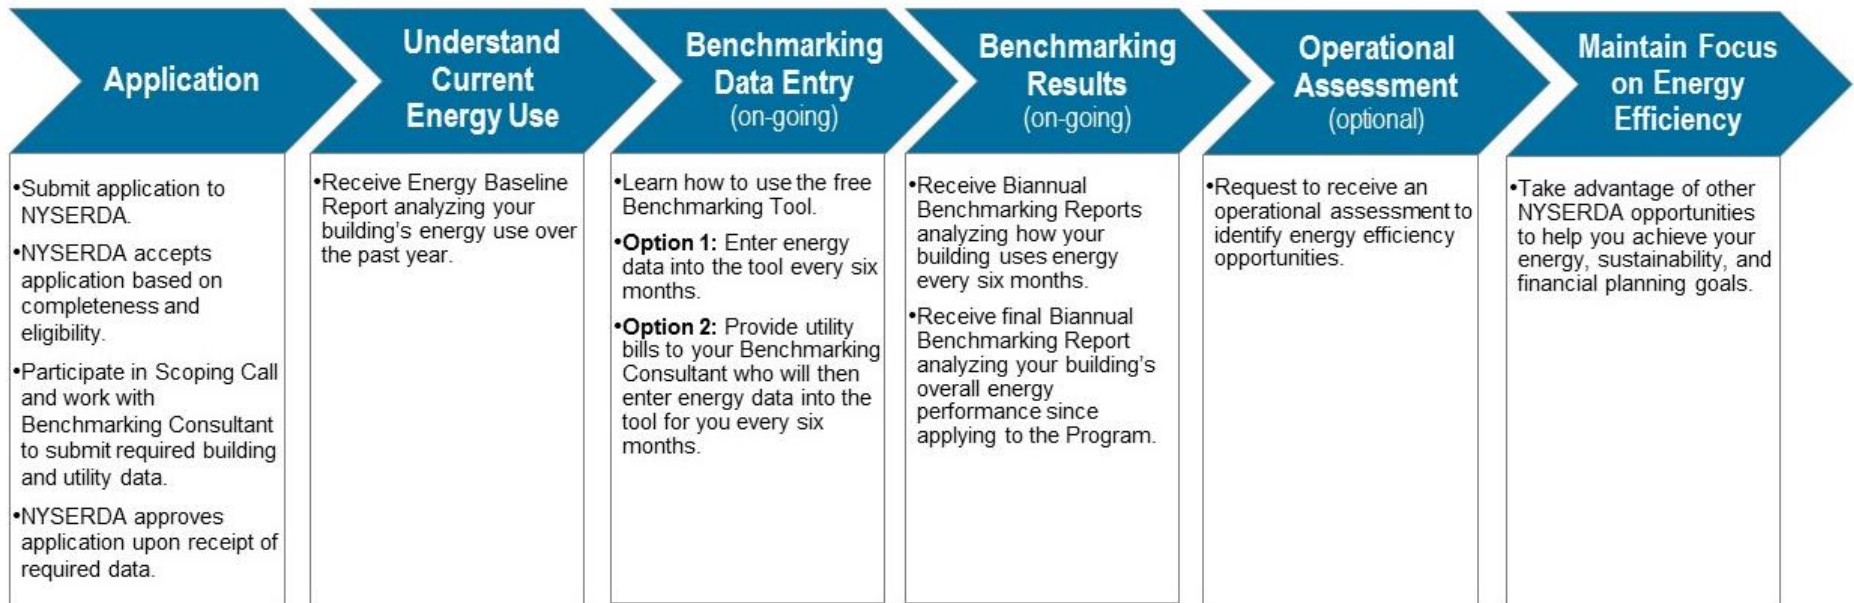 Application
Understand
Current
Energy Use
Benchmarking
Data Entry
(on-going)
Benchmarking
Results
(on-going)
Operational
Assessment
(optional)
Maintain Focus
on Energy
Efficiency
•Submit application to
NYSERDA.
•NYSERDA accepts
application based on
completeness and
eligibility.
•Participate in Scoping Call
and work with
Benchmarking Consultant
to submit required building
and utility data.
•NYSERDA approves
application upon receipt of
required data.
•Receive Energy Baseline
Report analyzing your
building's energy use over
the past year.
•Learn how to use the free
Benchmarking Tool.
•Option 1: Enter energy
data into the tool every six
months.
•Option 2: Provide utility
bills to your Benchmarking
Consultant who will then
enter energy data into the
tool for you every six
months.
•Receive Biannual
Benchmarking Reports
analyzing how your
building uses energy
every six months.
•Receive final Biannual
Benchmarking Report
analyzing your building's
overall energy
performance since
applying to the Program.
•Request to receive an
operational assessment to
identify energy efficiency
opportunities.
•Take advantage of other
NYSERDA opportunities
to help you achieve your
energy, sustainability, and
financial planning goals.